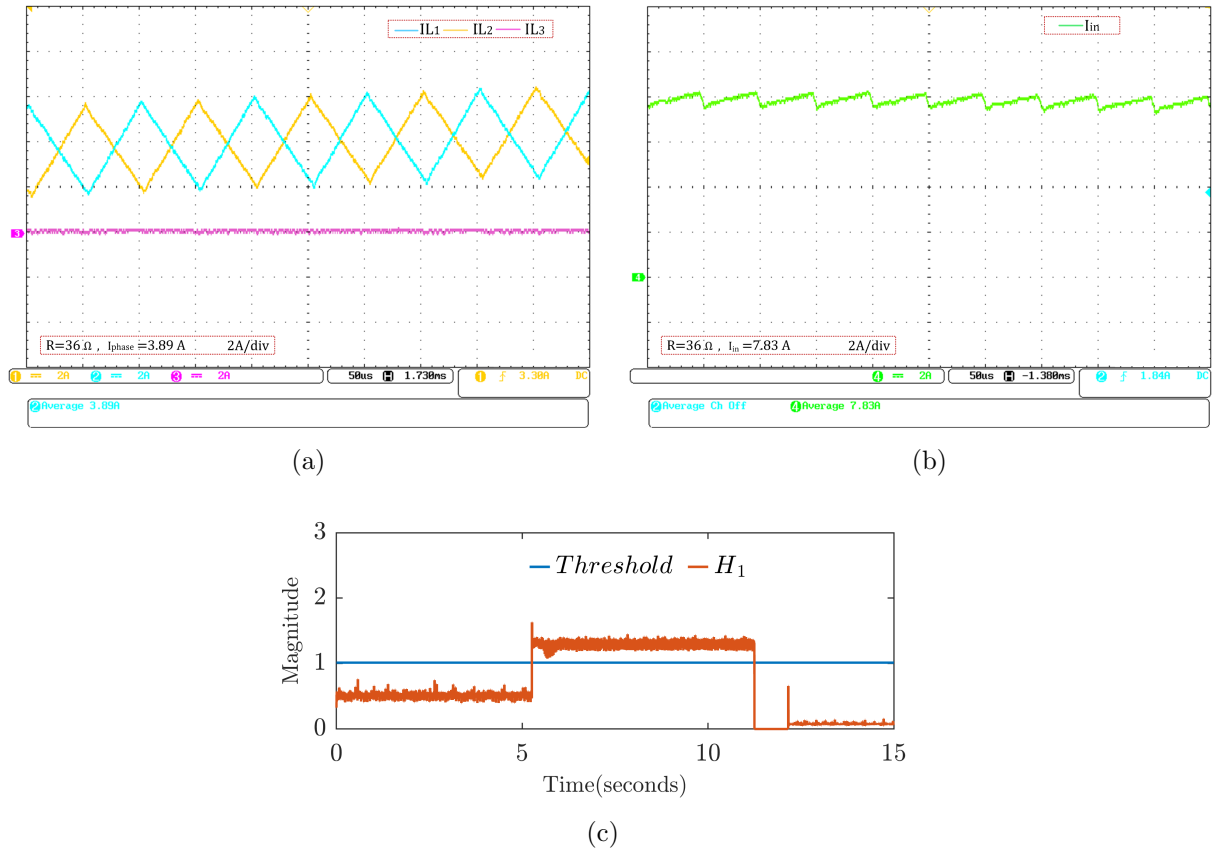 IL1 IL2 IL3
3
R=36 Ω , Iphase =3.89 A 2A/div
1 2A 2 2A 3 2A 50us H 1.730ms 1 ƒ 3.30A DC
2 Average 3.89A
(a)
Iin
4
R=36 Ω , Iin =7.83 A 2A/div
4 2A 50us H -1.380ms 2 ƒ 1.84A DC
2 Average Ch Off 4 Average 7.83A
(b)
Threshold H1
Magnitude
3
2
1
0
0 5 10 15
Time(seconds)
(c)